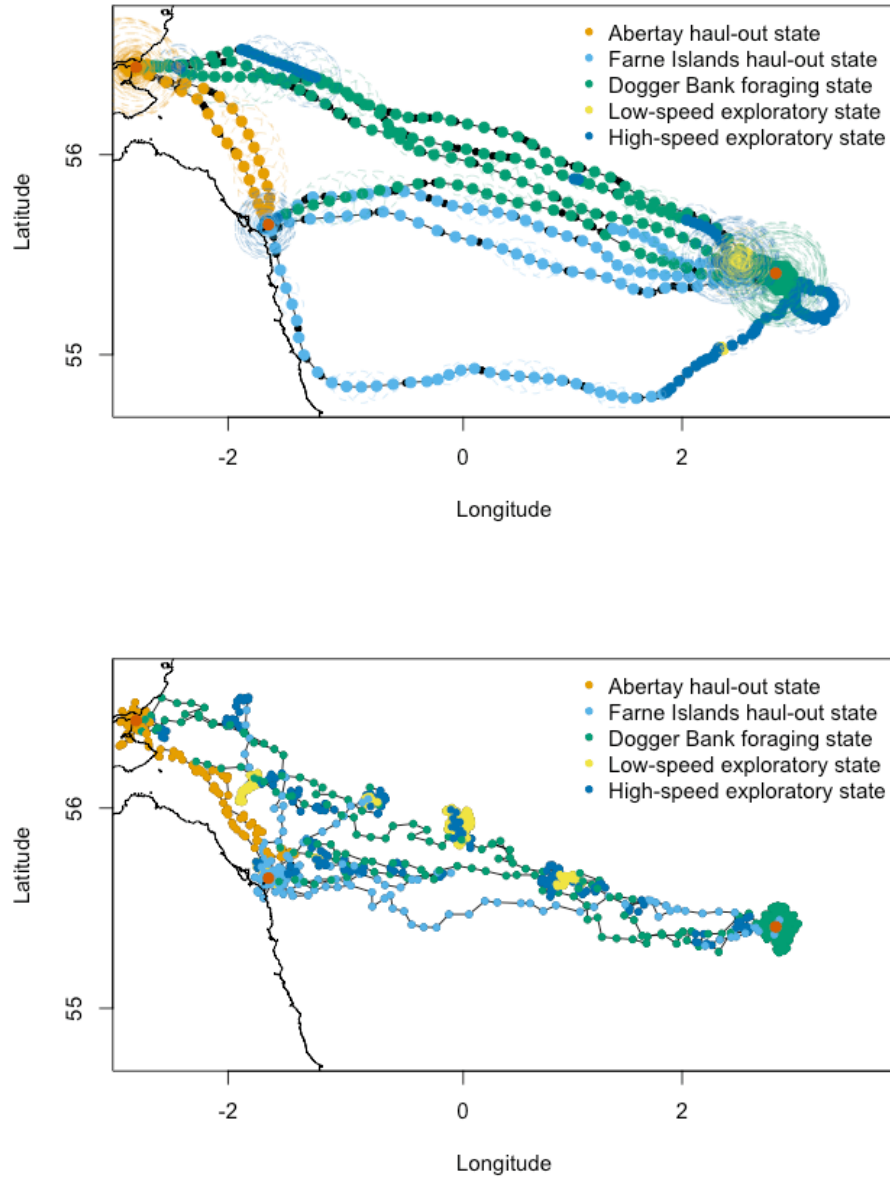 Abertay haul-out state
Farne Islands haul-out state
Dogger Bank foraging state
Low-speed exploratory state
High-speed exploratory state
56
55
Latitude
-2
0
2
Longitude
Abertay haul-out state
Farne Islands haul-out state
Dogger Bank foraging state
Low-speed exploratory state
High-speed exploratory state
56
55
Latitude
-2
0
2
Longitude